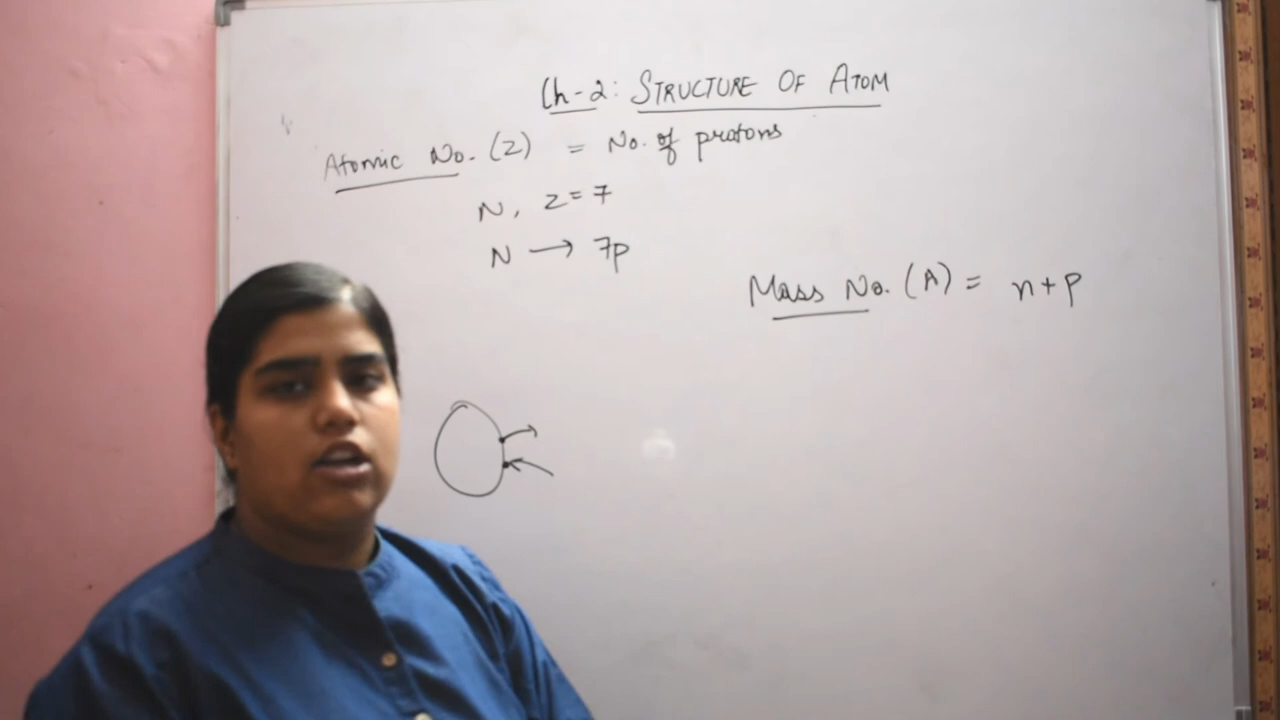 Ch-2: STRUCTURE OF ATOM
Atomic No. (Z) = No. of protons
N, Z=7
N → 7p
Mass No. (A) = n+p